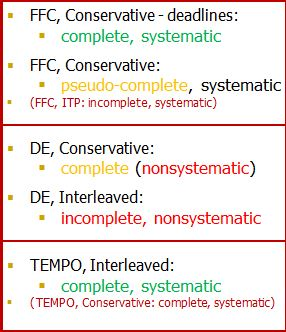 FFC, Conservative - deadlines:
complete, systematic
FFC, Conservative:
pseudo-complete, systematic
(FFC, ITP: incomplete, systematic)
DE, Conservative:
complete (nonsystematic)
DE, Interleaved:
incomplete, nonsystematic
TEMPO, Interleaved:
complete, systematic
(TEMPO, Conservative: complete, systematic)